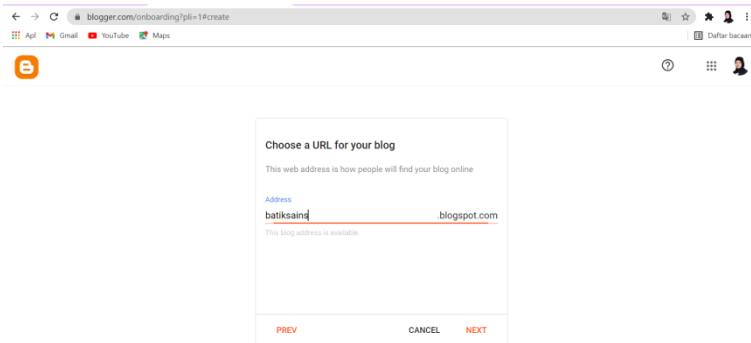 blogger.com/onboarding?pli=1#create
Apl Gmail YouTube Maps Daftar bacaan
Choose a URL for your blog
This web address is how people will find your blog online
Address
batiksains .blogspot.com
This blog address is available.
PREV CANCEL NEXT